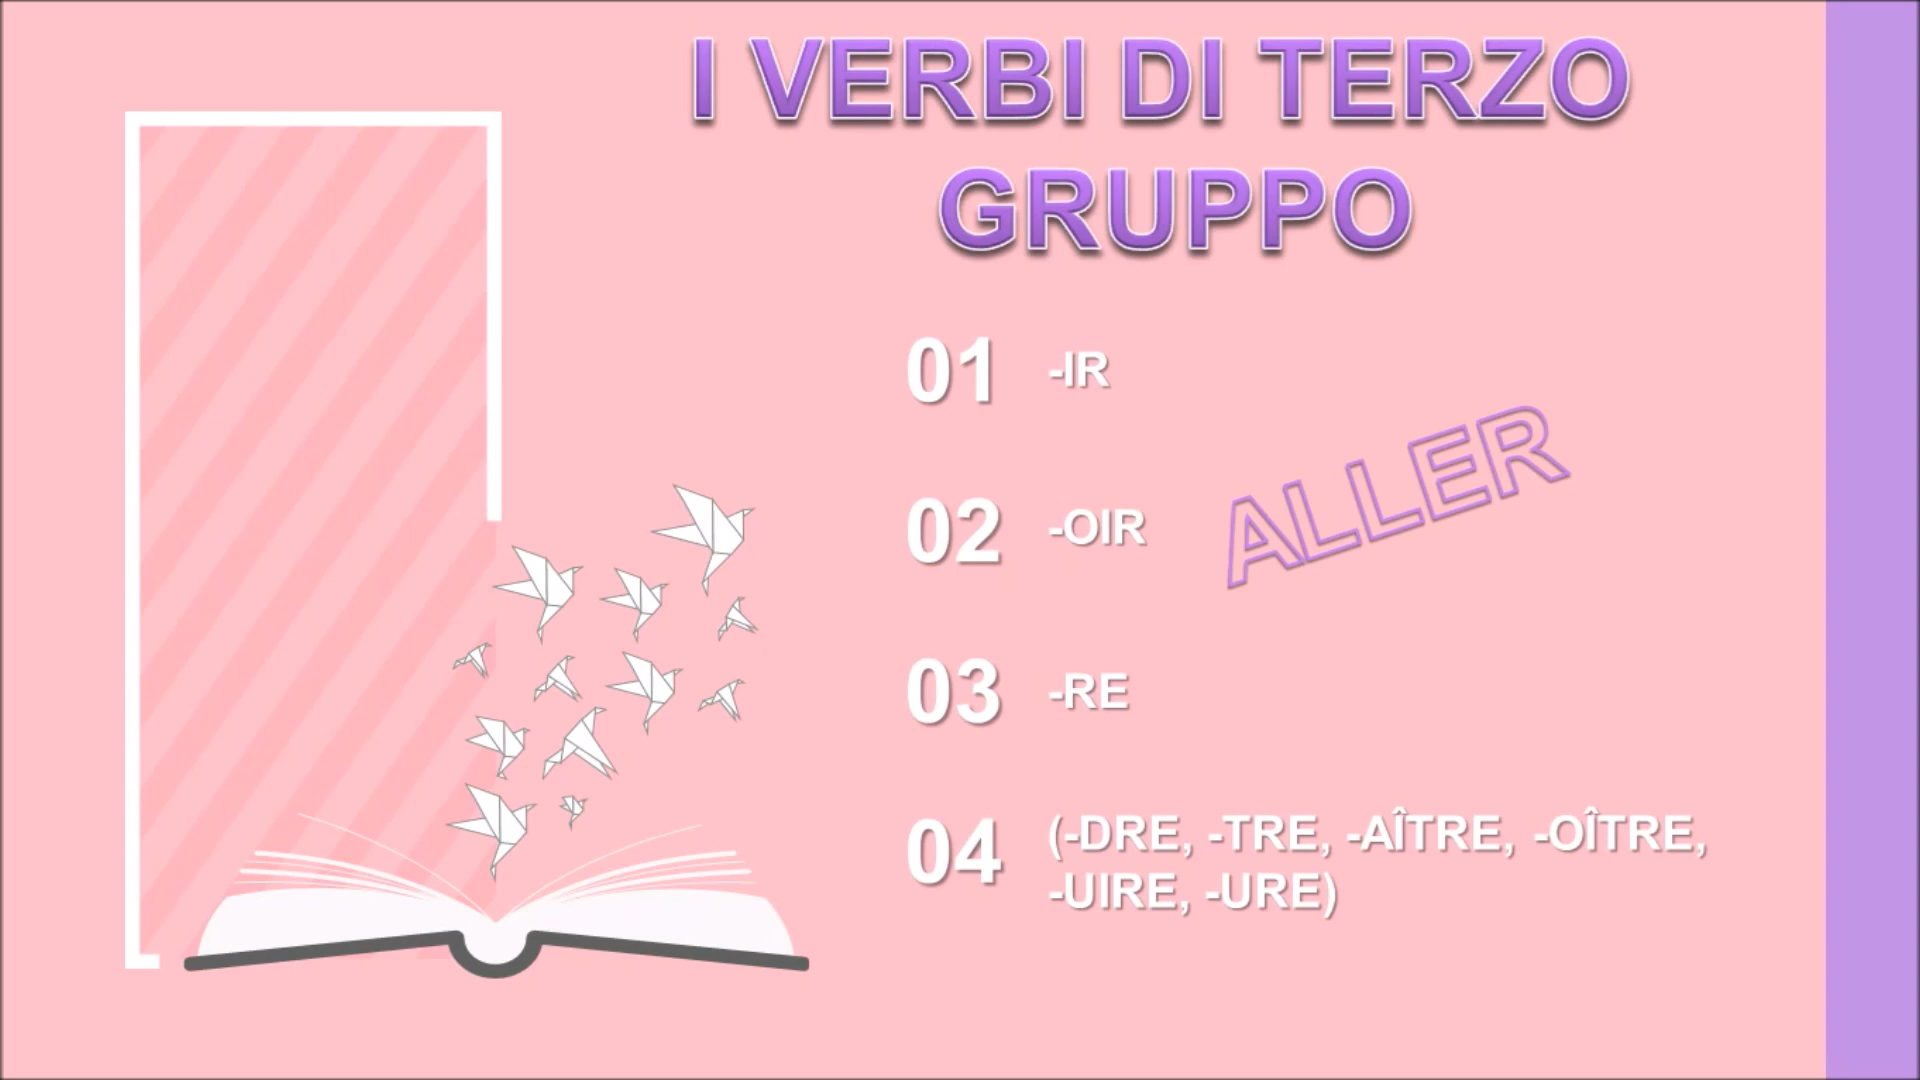 I VERBI DI TERZO
GRUPPO
01 -IR
ALLER
02 -OIR
03 -RE
04 (-DRE, -TRE, -AÎTRE, -OÎTRE,
-UIRE, -URE)